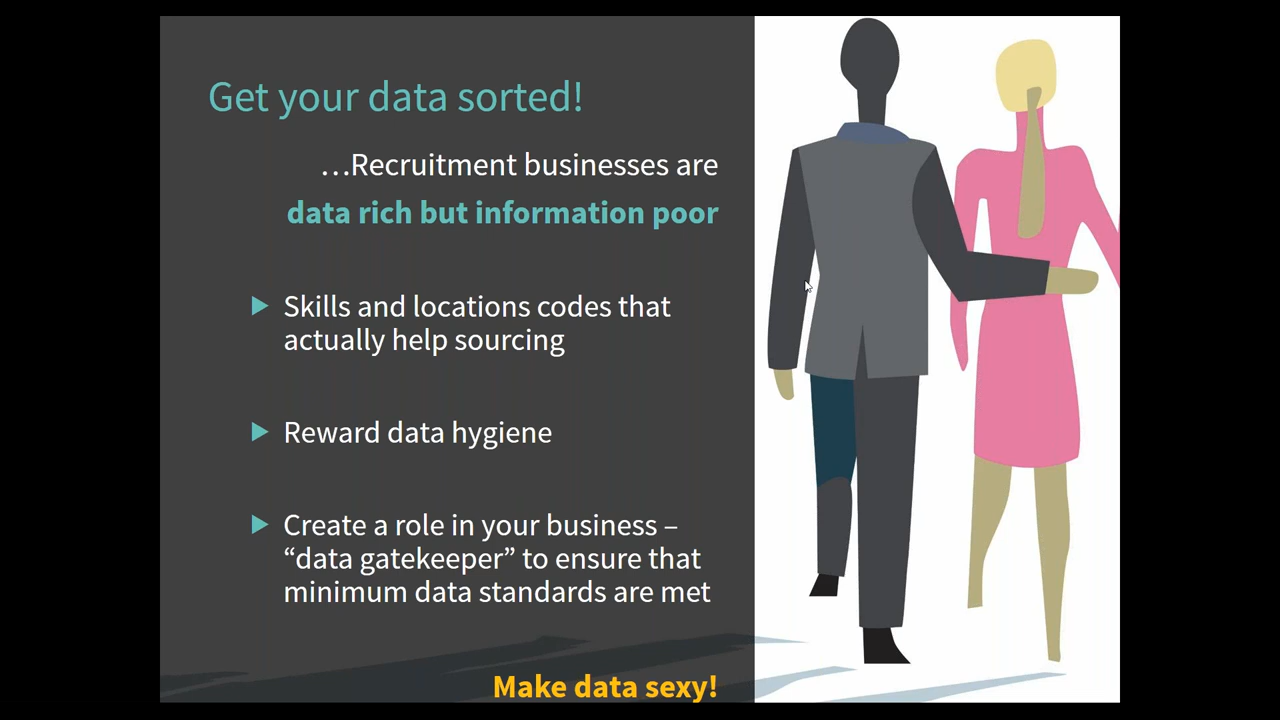 Get your data sorted!
…Recruitment businesses are
data rich but information poor
Skills and locations codes that
actually help sourcing
Reward data hygiene
Create a role in your business –
“data gatekeeper” to ensure that
minimum data standards are met
Make data sexy!